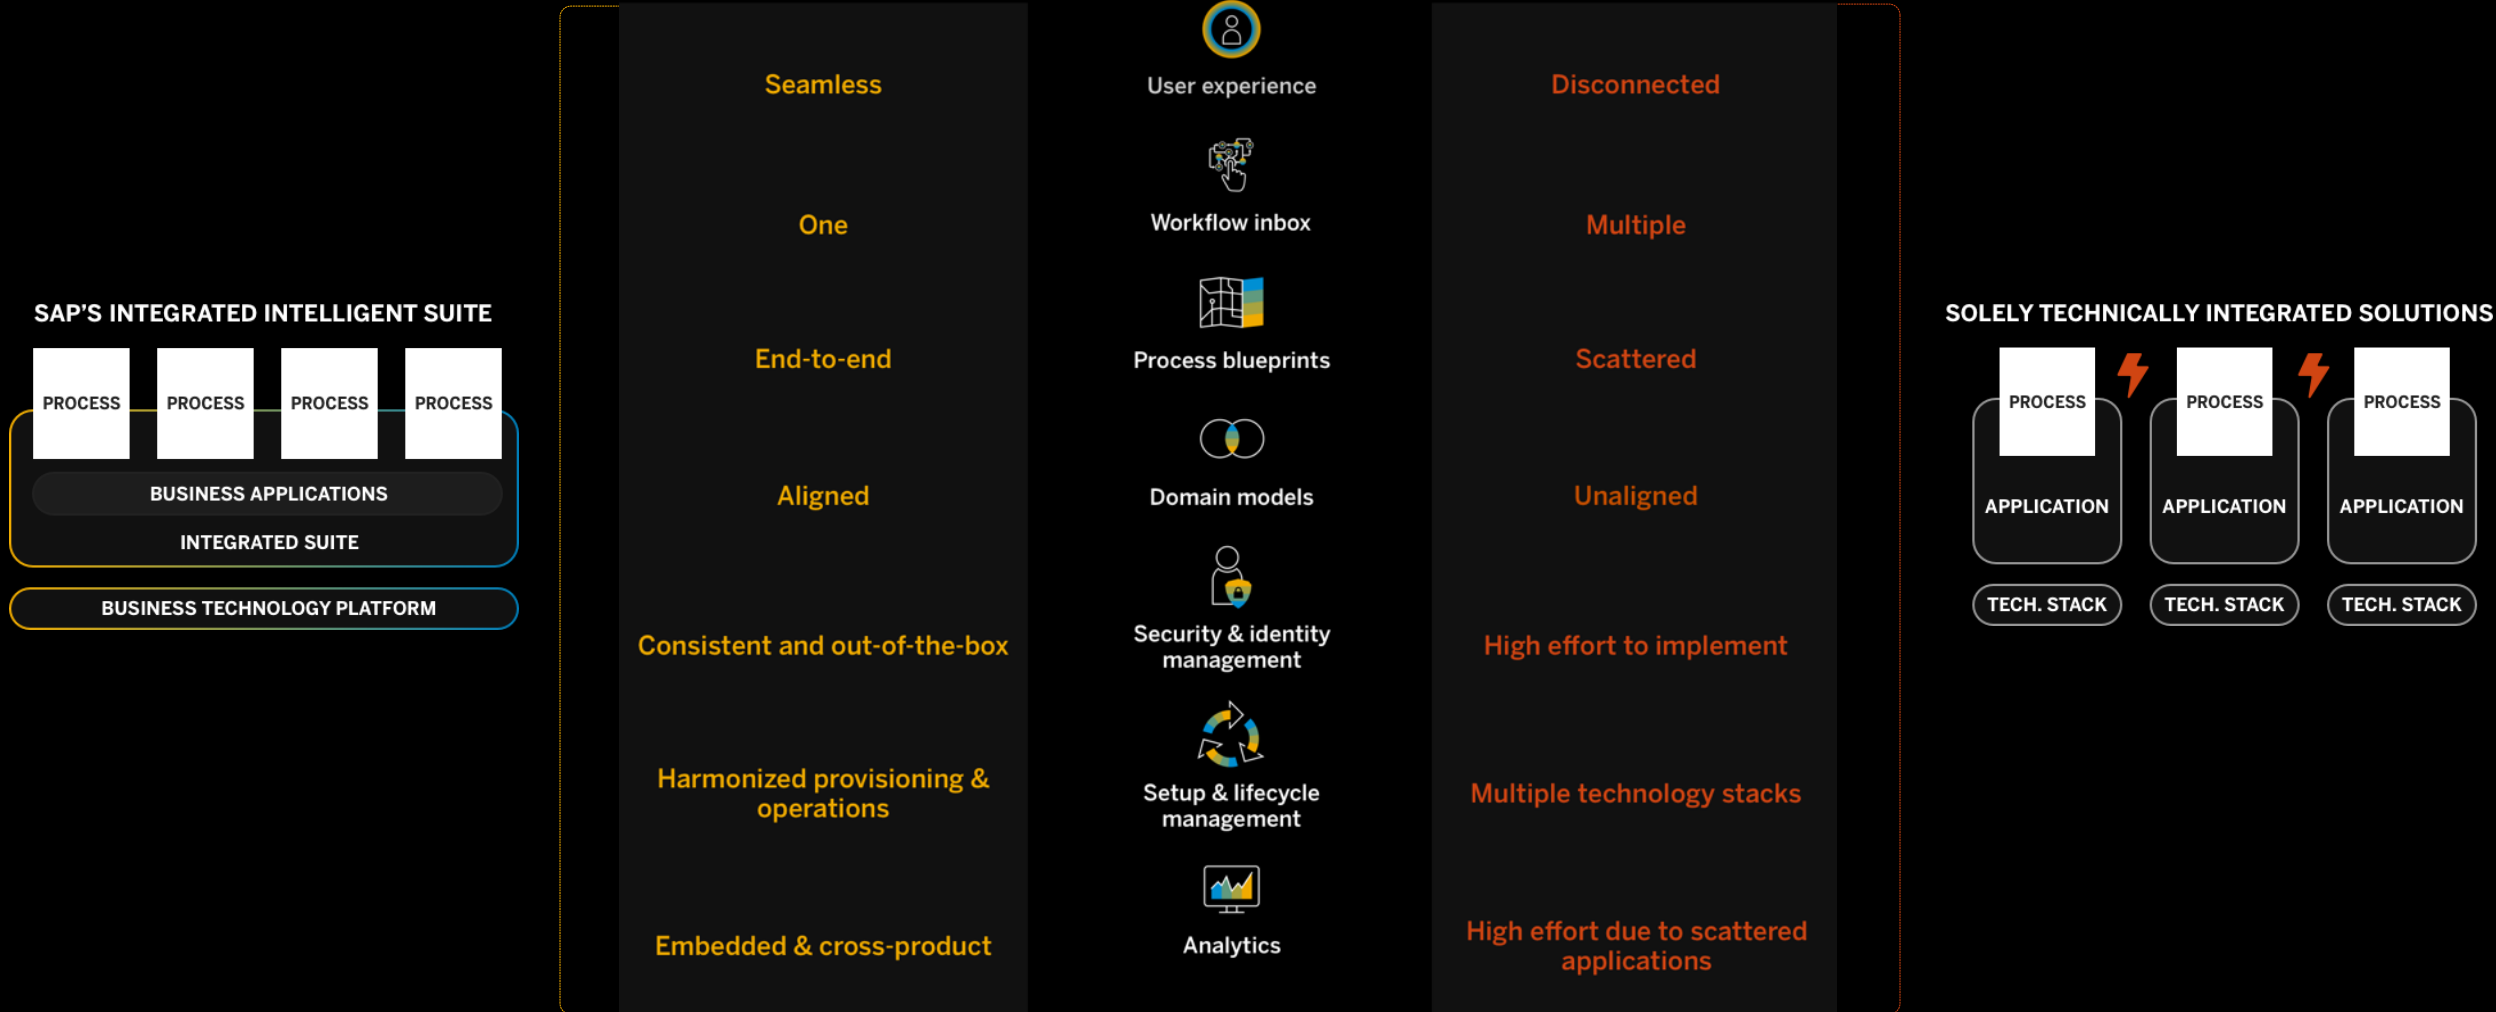 SAP'S INTEGRATED INTELLIGENT SUITE
PROCESS
PROCESS
PROCESS
PROCESS
BUSINESS APPLICATIONS
INTEGRATED SUITE
BUSINESS TECHNOLOGY PLATFORM
Seamless
User experience
Disconnected
One
Workflow inbox
Multiple
End-to-end
Process blueprints
Scattered
Aligned
Domain models
Unaligned
Consistent and out-of-the-box
Security & identity
management
High effort to implement
Harmonized provisioning &
operations
Setup & lifecycle
management
Multiple technology stacks
Embedded & cross-product
Analytics
High effort due to scattered
applications
SOLELY TECHNICALLY INTEGRATED SOLUTIONS
PROCESS
PROCESS
PROCESS
APPLICATION
APPLICATION
APPLICATION
TECH. STACK
TECH. STACK
TECH. STACK